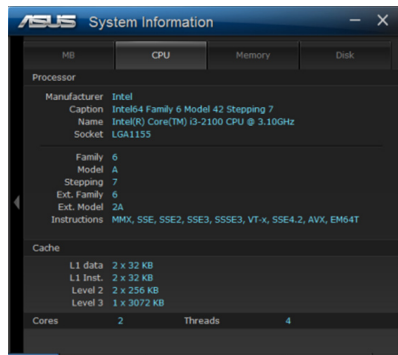 ASUS System Information
MB CPU Memory Disk
Processor
Manufacturer Intel
Caption Intel64 Family 6 Model 42 Stepping 7
Name Intel(R) Core(TM) i3-2100 CPU @ 3.10GHz
Socket LGA1155
Family 6
Model A
Stepping 7
Ext. Family 6
Ext. Model 2A
Instructions MMX, SSE, SSE2, SSE3, SSSE3, VT-x, SSE4.2, AVX, EM64T
Cache
L1 data 2 x 32 KB
L1 Inst. 2 x 32 KB
Level 2 2 x 256 KB
Level 3 1 x 3072 KB
Cores 2 Threads 4